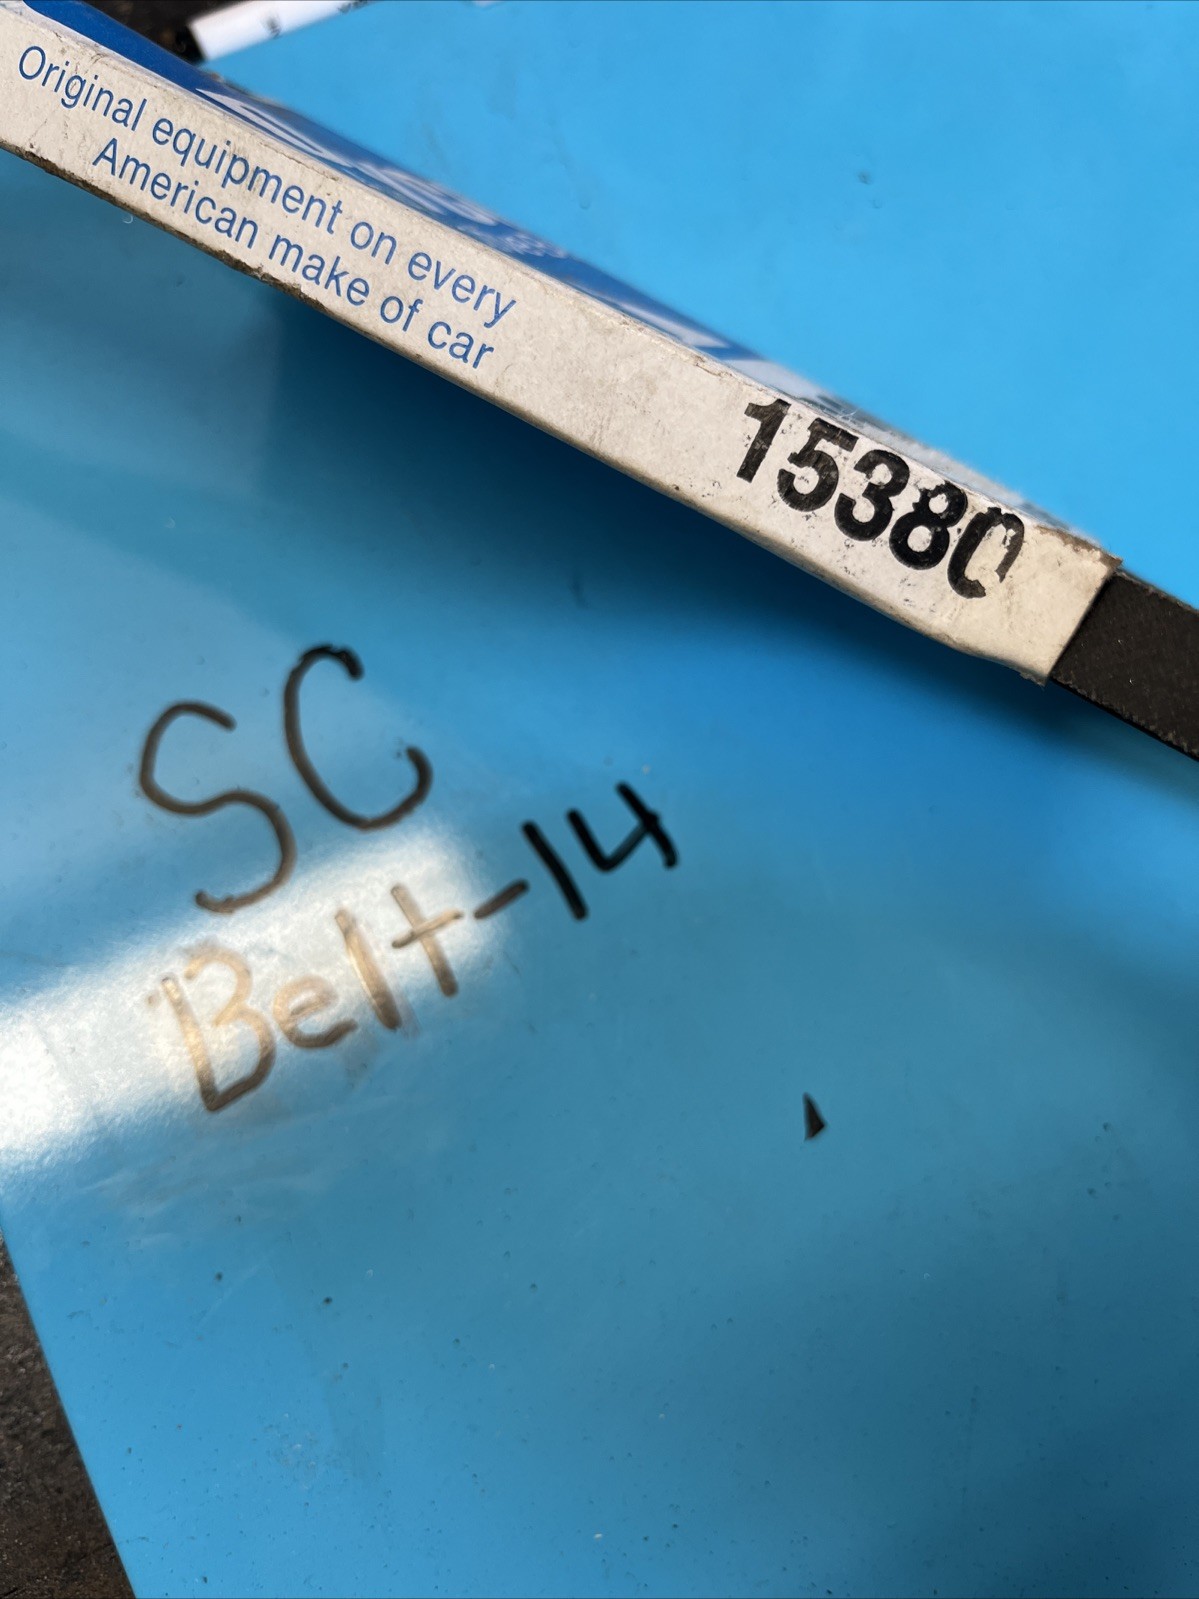 Original equipment on every
American make of car
15380
SC
Belt-14